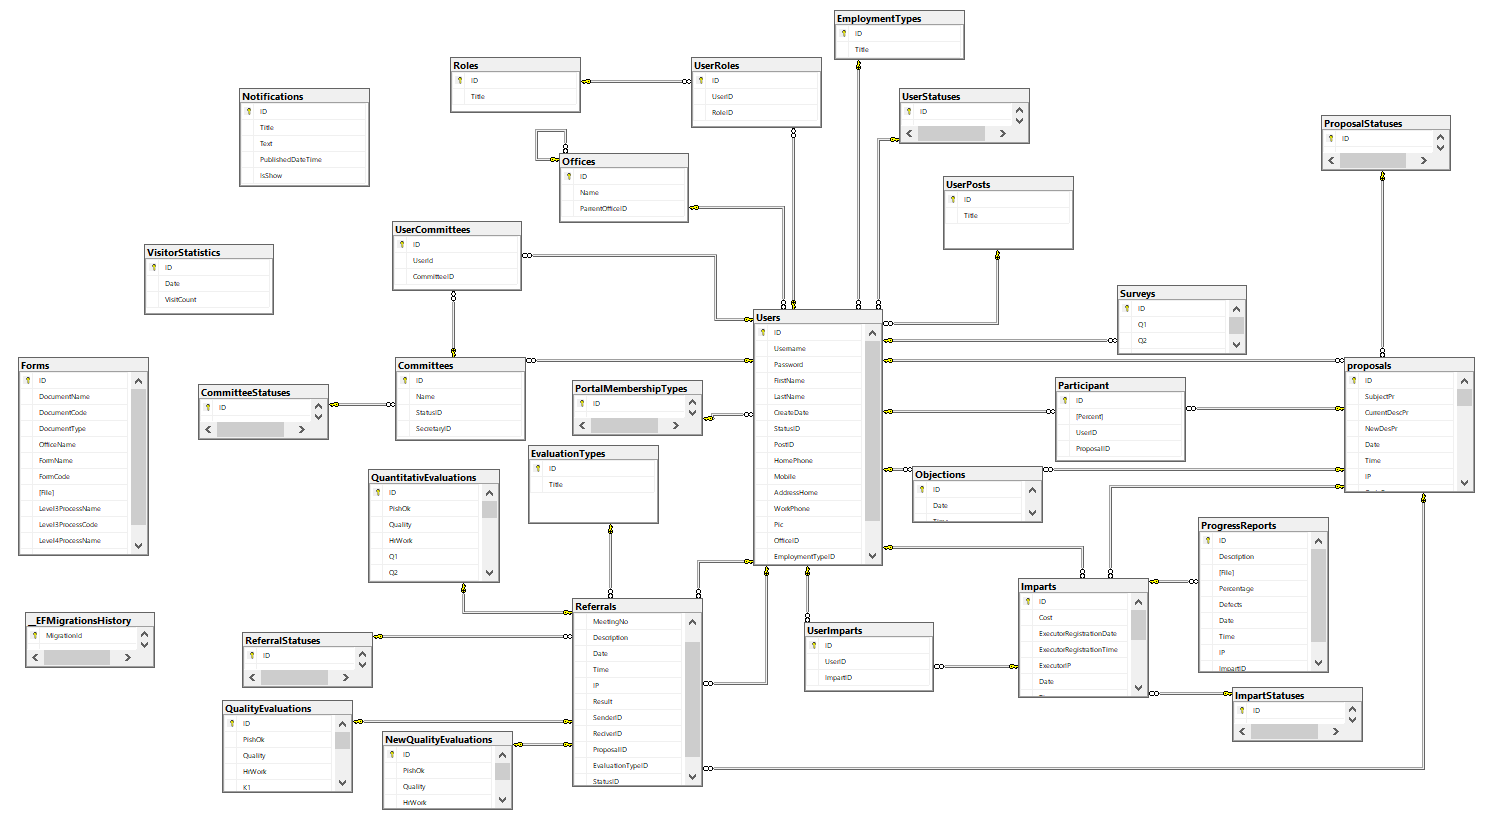 EmploymentTypes
ID
Title
Roles
ID
Title
UserRoles
ID
UserID
RoleID
Notifications
ID
Title
Text
PublishedDateTime
IsShow
UserStatuses
ID
ProposalStatuses
ID
Offices
ID
Name
ParrentOfficeID
UserPosts
ID
Title
UserCommittees
ID
UserId
CommitteeID
VisitorStatistics
ID
Date
VisitCount
Surveys
ID
Q1
Q2
Users
ID
Username
Password
FirstName
LastName
CreateDate
StatusID
PostID
HomePhone
Mobile
AddressHome
WorkPhone
Pic
OfficeID
EmploymentTypeID
Forms
ID
DocumentName
DocumentCode
DocumentType
OfficeName
FormName
FormCode
[File]
Level3ProcessName
Level3ProcessCode
Level4ProcessName
CommitteeStatuses
ID
Committees
ID
Name
StatusID
SecretaryID
PortalMembershipTypes
ID
Participant
ID
[Percent]
UserID
ProposalID
proposals
ID
SubjectPr
CurrentDescPr
NewDesPr
Date
Time
IP
EvaluationTypes
ID
Title
QuantitativEvaluations
ID
PishOk
Quality
HrWork
Q1
Q2
Objections
ID
Date
Time
ProgressReports
ID
Description
[File]
Percentage
Defects
Date
Time
IP
ImpartID
Imparts
ID
Cost
ExecutorRegistrationDate
ExecutorRegistrationTime
ExecutorIP
Date
Referrals
MeetingNo
Description
Date
Time
IP
Result
SenderID
ReciverID
ProposalID
EvaluationTypeID
StatusID
__EFMigrationsHistory
MigrationId
ReferralStatuses
ID
UserImparts
ID
UserID
ImpartID
ImpartStatuses
ID
QualityEvaluations
ID
PishOk
Quality
HrWork
K1
NewQualityEvaluations
ID
PishOk
Quality
HrWork